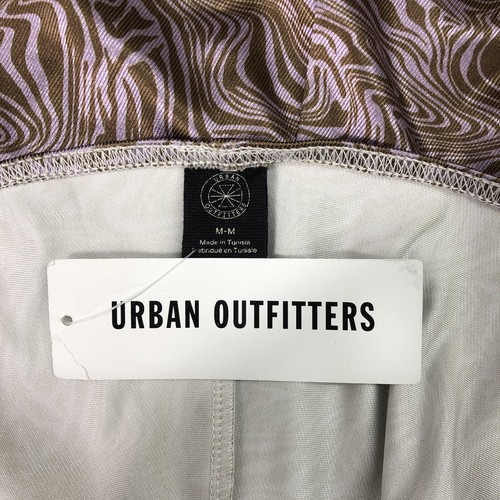 URBAN
OUTFITTERS
M-M
Made in Tunisia
Fabriqué en Tunisie
URBAN OUTFITTERS